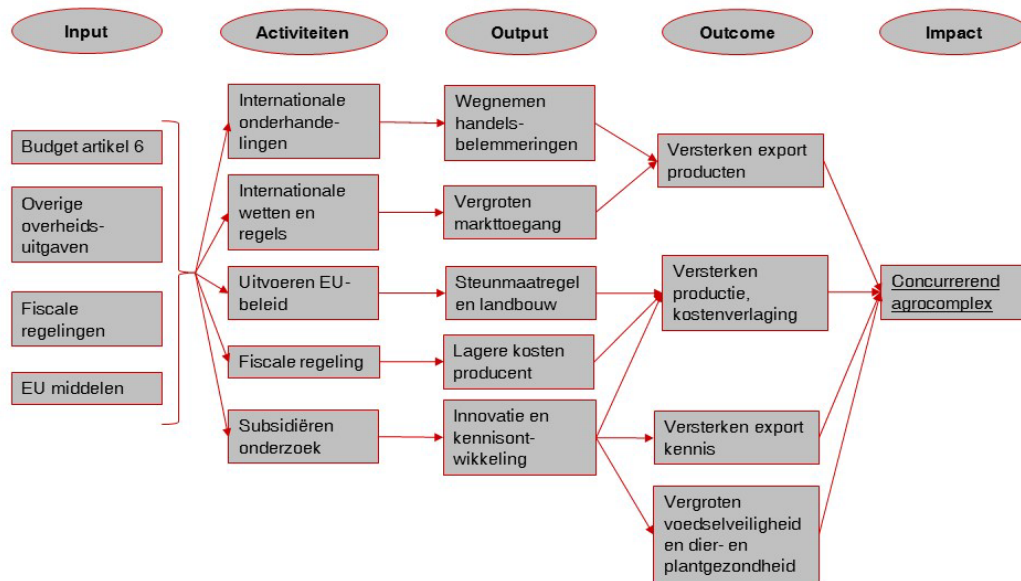 Input
Activiteiten
Output
Outcome
Impact
Budget artikel 6
Overige
overheids-
uitgaven
Fiscale
regelingen
EU middelen
Internationale
onderhande-
lingen
Internationale
wetten en
regels
Uitvoeren EU-
beleid
Fiscale regeling
Subsidiëren
onderzoek
Wegnemen
handels-
belemmeringen
Vergroten
markttoegang
Steunmaatregel
en landbouw
Lagere kosten
producent
Innovatie en
kennisont-
wikkeling
Versterken export
producten
Versterken
productie,
kostenverlaging
Versterken export
kennis
Vergroten
voedselveiligheid
en dier- en
plantgezondheid
Concurrerend
agrocomplex